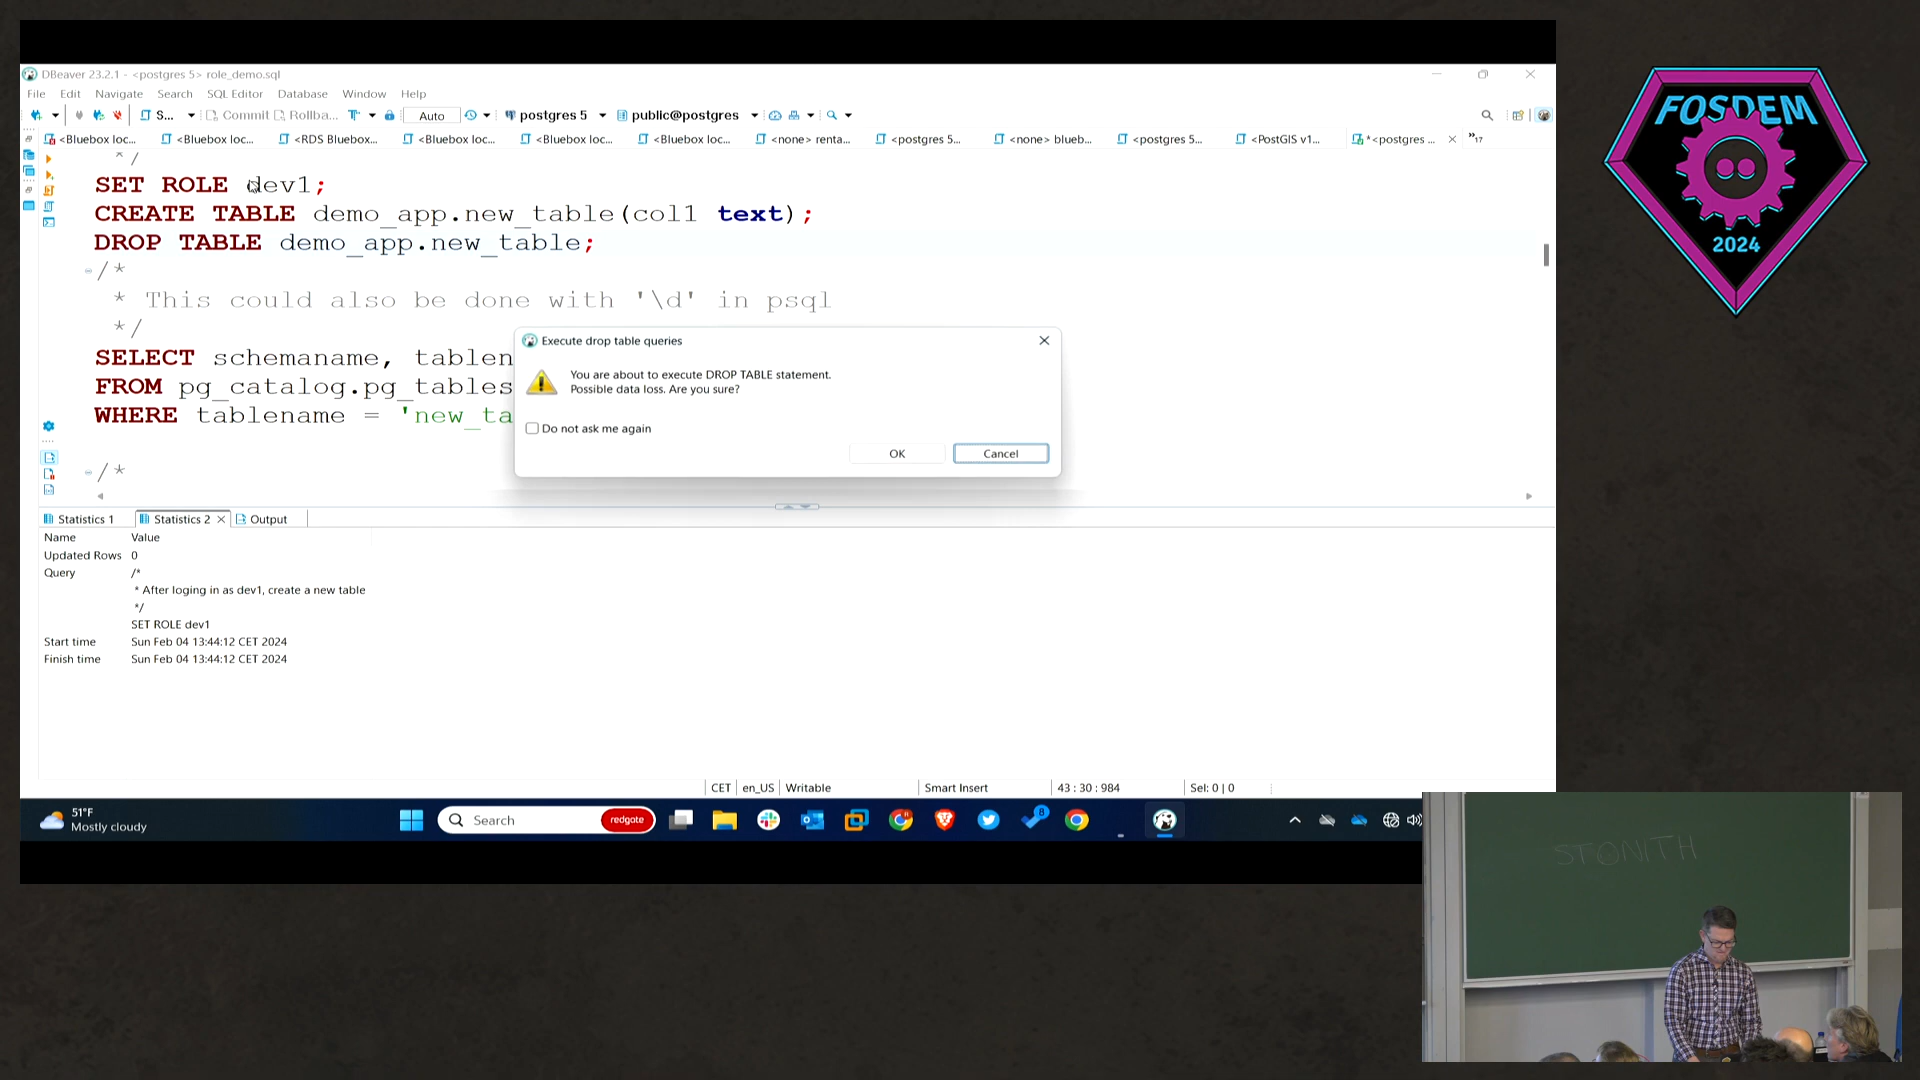 DBeaver 23.2.1 - <postgres 5> role_demo.sql
File Edit Navigate Search SQL Editor Database Window Help
S... Commit Rollba... T Auto postgres 5 public@postgres
<Bluebox loc... <Bluebox loc... <RDS Bluebox... <Bluebox loc... <Bluebox loc... <Bluebox loc... <none> renta... <postgres 5... <none> blueb... <postgres 5... <PostGIS v1... *<postgres ... »17
*/
SET ROLE dev1;
CREATE TABLE demo_app.new_table(col1 text);
DROP TABLE demo_app.new_table;
/*
* This could also be done with '\d' in psql
*/
SELECT schemaname, tablen
FROM pg_catalog.pg_tables
WHERE tablename = 'new_ta
/*
Execute drop table queries
You are about to execute DROP TABLE statement.
Possible data loss. Are you sure?
Do not ask me again
OK Cancel
Statistics 1 Statistics 2 Output
Name Value
Updated Rows 0
Query /*
* After loging in as dev1, create a new table
*/
SET ROLE dev1
Start time Sun Feb 04 13:44:12 CET 2024
Finish time Sun Feb 04 13:44:12 CET 2024
CET en_US Writable Smart Insert 43 : 30 : 984 Sel: 0 | 0
51°F
Mostly cloudy
Search redgate
8
FOSDEM
2024
STONITH